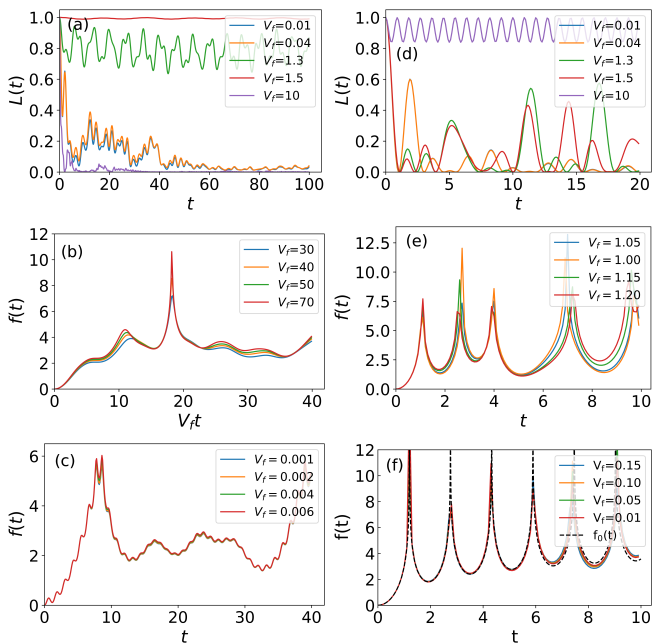 (a)
V_f=0.01
V_f=0.04
V_f=1.3
V_f=1.5
V_f=10
L(t)
1.0
0.8
0.6
0.4
0.2
0.0
0 20 40 60 80 100
t
(d)
V_f=0.01
V_f=0.04
V_f=1.3
V_f=1.5
V_f=10
L(t)
1.0
0.8
0.6
0.4
0.2
0.0
0 5 10 15 20
t
(b)
V_f=30
V_f=40
V_f=50
V_f=70
f(t)
12
10
8
6
4
2
0
0 10 20 30 40
V_ft
(e)
V_f=1.05
V_f=1.00
V_f=1.15
V_f=1.20
f(t)
12.5
10.0
7.5
5.0
2.5
0.0
0 2 4 6 8 10
t
(c)
V_f=0.001
V_f=0.002
V_f=0.004
V_f=0.006
f(t)
6
4
2
0
0 10 20 30 40
t
(f)
V_f=0.15
V_f=0.10
V_f=0.05
V_f=0.01
f_0(t)
f(t)
12
10
8
6
4
2
0
0 2 4 6 8 10
t